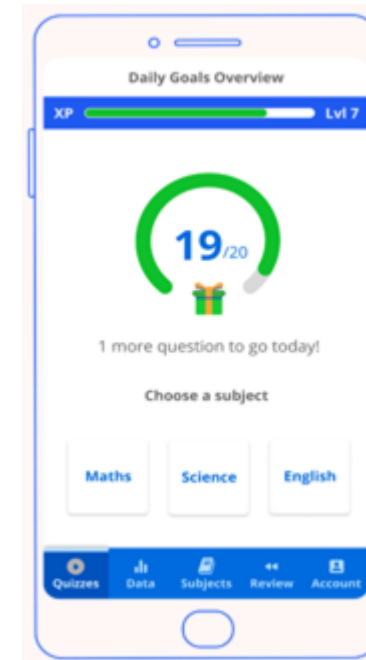 Daily Goals Overview
XP Lvl 7
19/20
1 more question to go today!
Choose a subject
Maths Science English
Quizzes Data Subjects Review Account